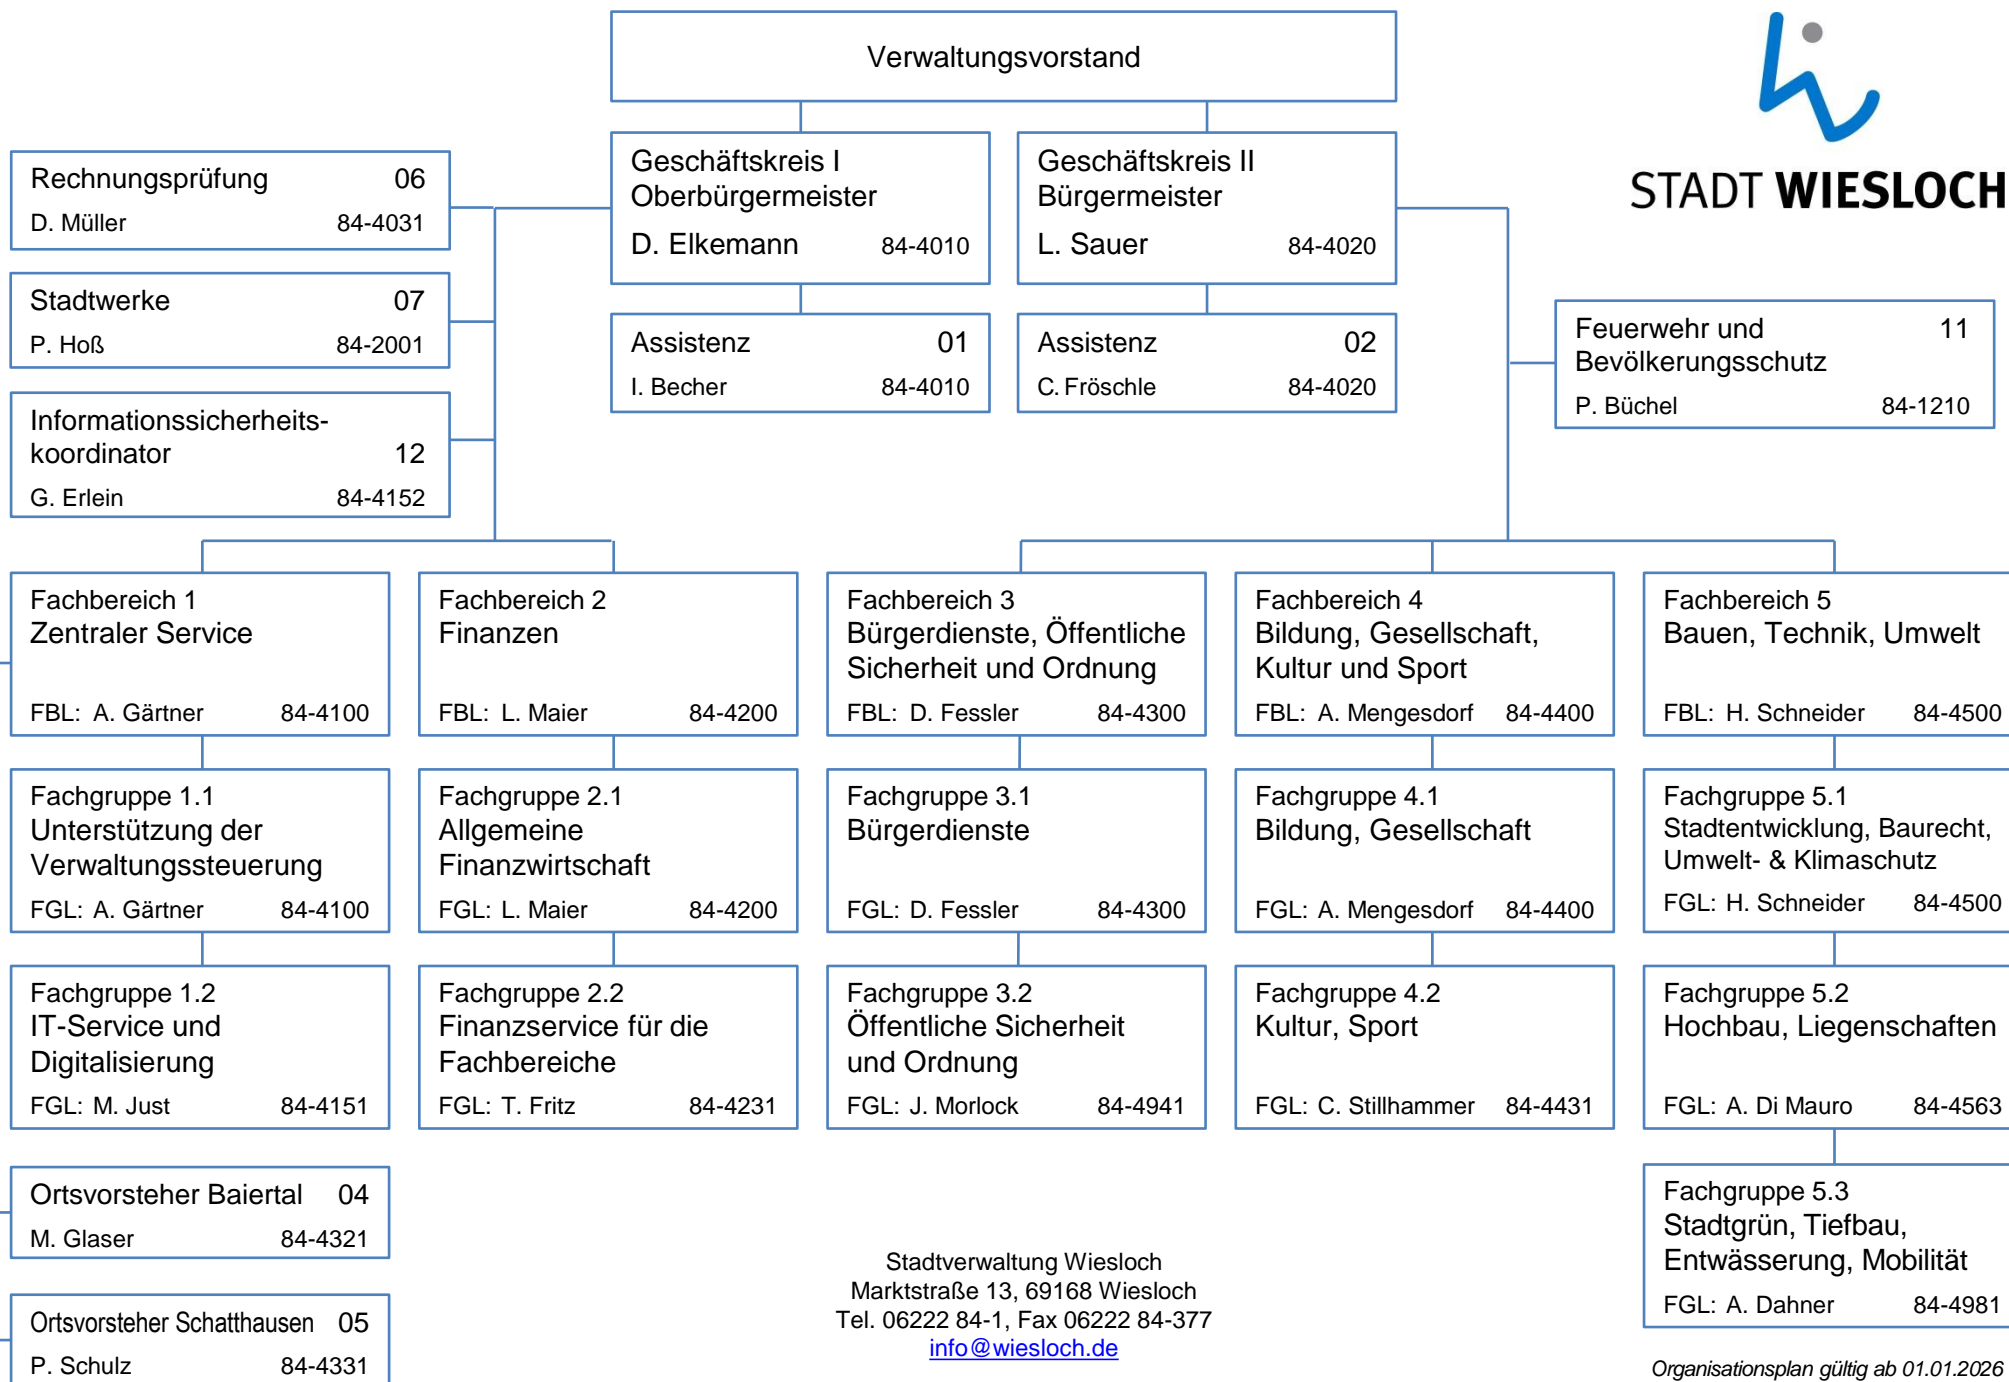 Verwaltungsvorstand
STADT WIESLOCH
Geschäftskreis I
Oberbürgermeister
D. Elkemann 84-4010
Geschäftskreis II
Bürgermeister
L. Sauer 84-4020
Rechnungsprüfung 06
D. Müller 84-4031
Stadtwerke 07
P. Hoß 84-2001
Informationssicherheits-
koordinator 12
G. Erlein 84-4152
Assistenz 01
I. Becher 84-4010
Assistenz 02
C. Fröschle 84-4020
Feuerwehr und 11
Bevölkerungsschutz
P. Büchel 84-1210
Fachbereich 1
Zentraler Service
FBL: A. Gärtner 84-4100
Fachbereich 2
Finanzen
FBL: L. Maier 84-4200
Fachbereich 3
Bürgerdienste, Öffentliche
Sicherheit und Ordnung
FBL: D. Fessler 84-4300
Fachbereich 4
Bildung, Gesellschaft,
Kultur und Sport
FBL: A. Mengesdorf 84-4400
Fachbereich 5
Bauen, Technik, Umwelt
FBL: H. Schneider 84-4500
Fachgruppe 1.1
Unterstützung der
Verwaltungssteuerung
FGL: A. Gärtner 84-4100
Fachgruppe 2.1
Allgemeine
Finanzwirtschaft
FGL: L. Maier 84-4200
Fachgruppe 3.1
Bürgerdienste
FGL: D. Fessler 84-4300
Fachgruppe 4.1
Bildung, Gesellschaft
FGL: A. Mengesdorf 84-4400
Fachgruppe 5.1
Stadtentwicklung, Baurecht,
Umwelt- & Klimaschutz
FGL: H. Schneider 84-4500
Fachgruppe 1.2
IT-Service und
Digitalisierung
FGL: M. Just 84-4151
Fachgruppe 2.2
Finanzservice für die
Fachbereiche
FGL: T. Fritz 84-4231
Fachgruppe 3.2
Öffentliche Sicherheit
und Ordnung
FGL: J. Morlock 84-4941
Fachgruppe 4.2
Kultur, Sport
FGL: C. Stillhammer 84-4431
Fachgruppe 5.2
Hochbau, Liegenschaften
FGL: A. Di Mauro 84-4563
Ortsvorsteher Baiertal 04
M. Glaser 84-4321
Fachgruppe 5.3
Stadtgrün, Tiefbau,
Entwässerung, Mobilität
FGL: A. Dahner 84-4981
Ortsvorsteher Schatthausen 05
P. Schulz 84-4331
Stadtverwaltung Wiesloch
Marktstraße 13, 69168 Wiesloch
Tel. 06222 84-1, Fax 06222 84-377
info@wiesloch.de
Organisationsplan gültig ab 01.01.2026